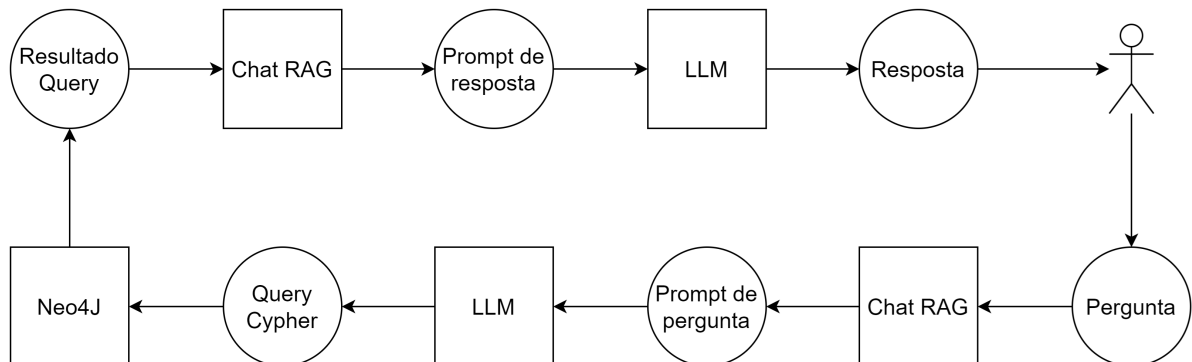 Resultado
Query
Chat RAG
Prompt de
resposta
LLM
Resposta
Neo4J
Query
Cypher
LLM
Prompt de
pergunta
Chat RAG
Pergunta